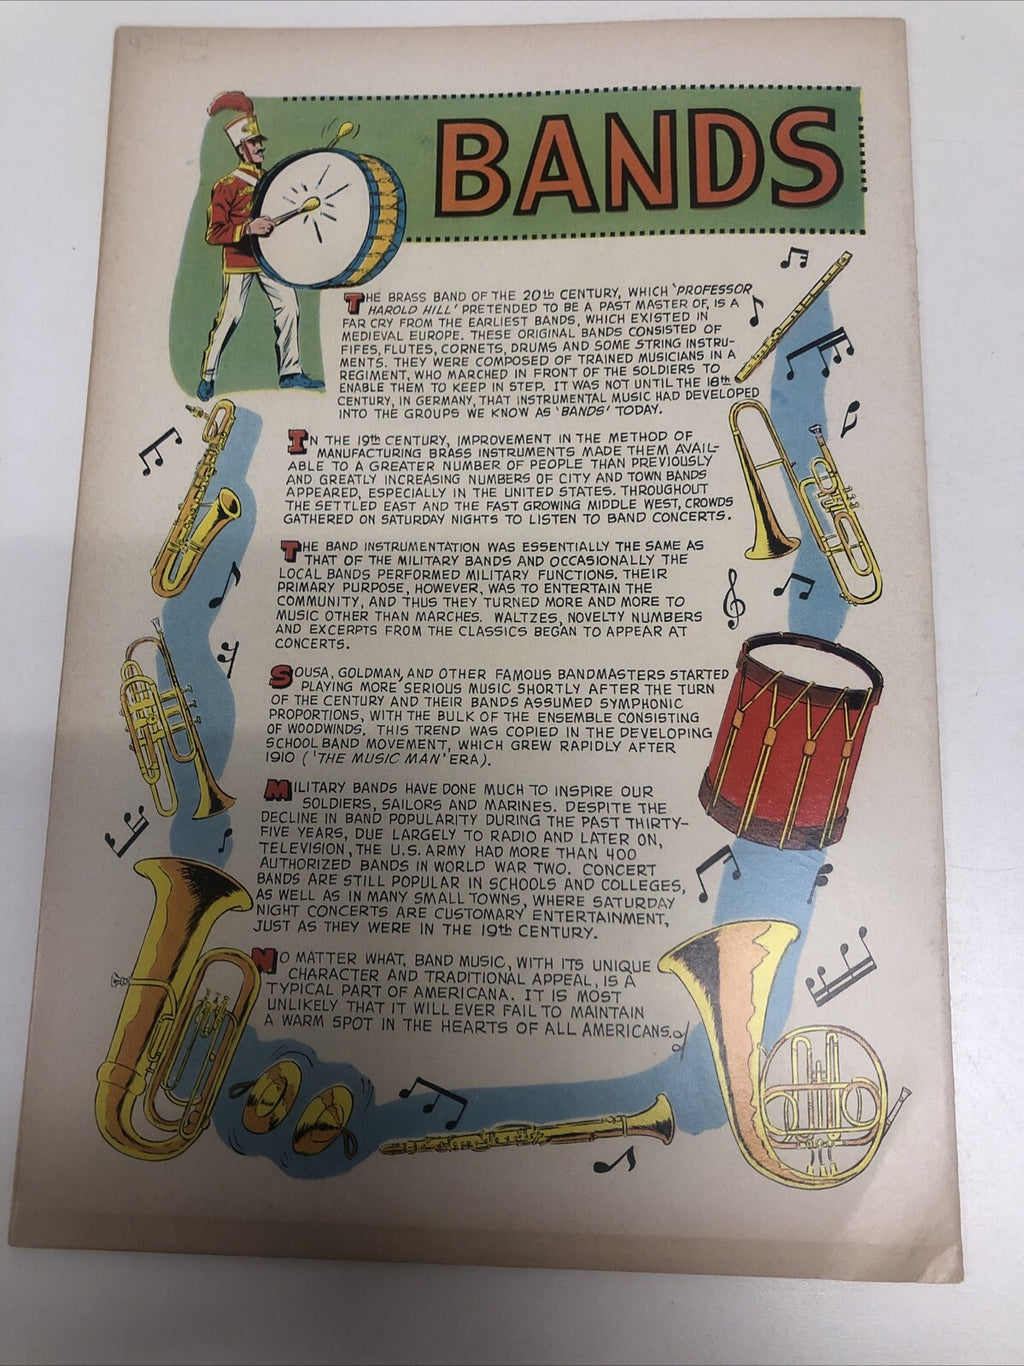 BANDS
THE BRASS BAND OF THE 20th CENTURY, WHICH 'PROFESSOR
HAROLD HILL' PRETENDED TO BE A PAST MASTER OF, IS A
FAR CRY FROM THE EARLIEST BANDS, WHICH EXISTED IN
MEDIEVAL EUROPE. THESE ORIGINAL BANDS CONSISTED OF
FIFES, FLUTES, CORNETS, DRUMS AND SOME STRING INSTRU-
MENTS. THEY WERE COMPOSED OF TRAINED MUSICIANS IN A
REGIMENT, WHO MARCHED IN FRONT OF THE SOLDIERS TO
ENABLE THEM TO KEEP IN STEP. IT WAS NOT UNTIL THE 18th
CENTURY, IN GERMANY, THAT INSTRUMENTAL MUSIC HAD DEVELOPED
INTO THE GROUPS WE KNOW AS 'BANDS' TODAY.
IN THE 19th CENTURY, IMPROVEMENT IN THE METHOD OF
MANUFACTURING BRASS INSTRUMENTS MADE THEM AVAIL-
ABLE TO A GREATER NUMBER OF PEOPLE THAN PREVIOUSLY
AND GREATLY INCREASING NUMBERS OF CITY AND TOWN BANDS
APPEARED, ESPECIALLY IN THE UNITED STATES. THROUGHOUT
THE SETTLED EAST AND THE FAST GROWING MIDDLE WEST, CROWDS
GATHERED ON SATURDAY NIGHTS TO LISTEN TO BAND CONCERTS.
THE BAND INSTRUMENTATION WAS ESSENTIALLY THE SAME AS
THAT OF THE MILITARY BANDS AND OCCASIONALLY THE
LOCAL BANDS PERFORMED MILITARY FUNCTIONS. THEIR
PRIMARY PURPOSE, HOWEVER, WAS TO ENTERTAIN THE
COMMUNITY, AND THUS THEY TURNED MORE AND MORE TO
MUSIC OTHER THAN MARCHES. WALTZES, NOVELTY NUMBERS
AND EXCERPTS FROM THE CLASSICS BEGAN TO APPEAR AT
CONCERTS.
SOUSA, GOLDMAN, AND OTHER FAMOUS BANDMASTERS STARTED
PLAYING MORE SERIOUS MUSIC SHORTLY AFTER THE TURN
OF THE CENTURY AND THEIR BANDS ASSUMED SYMPHONIC
PROPORTIONS, WITH THE BULK OF THE ENSEMBLE CONSISTING
OF WOODWINDS. THIS TREND WAS COPIED IN THE DEVELOPING
SCHOOL BAND MOVEMENT, WHICH GREW RAPIDLY AFTER
1910 ('THE MUSIC MAN' ERA).
MILITARY BANDS HAVE DONE MUCH TO INSPIRE OUR
SOLDIERS, SAILORS AND MARINES. DESPITE THE
DECLINE IN BAND POPULARITY DURING THE PAST THIRTY-
FIVE YEARS, DUE LARGELY TO RADIO AND LATER ON,
TELEVISION, THE U.S. ARMY HAD MORE THAN 400
AUTHORIZED BANDS IN WORLD WAR TWO. CONCERT
BANDS ARE STILL POPULAR IN SCHOOLS AND COLLEGES,
AS WELL AS IN MANY SMALL TOWNS, WHERE SATURDAY
NIGHT CONCERTS ARE CUSTOMARY ENTERTAINMENT,
JUST AS THEY WERE IN THE 19th CENTURY.
NO MATTER WHAT, BAND MUSIC, WITH ITS UNIQUE
CHARACTER AND TRADITIONAL APPEAL, IS A
TYPICAL PART OF AMERICANA. IT IS MOST
UNLIKELY THAT IT WILL EVER FAIL TO MAINTAIN
A WARM SPOT IN THE HEARTS OF ALL AMERICANS.